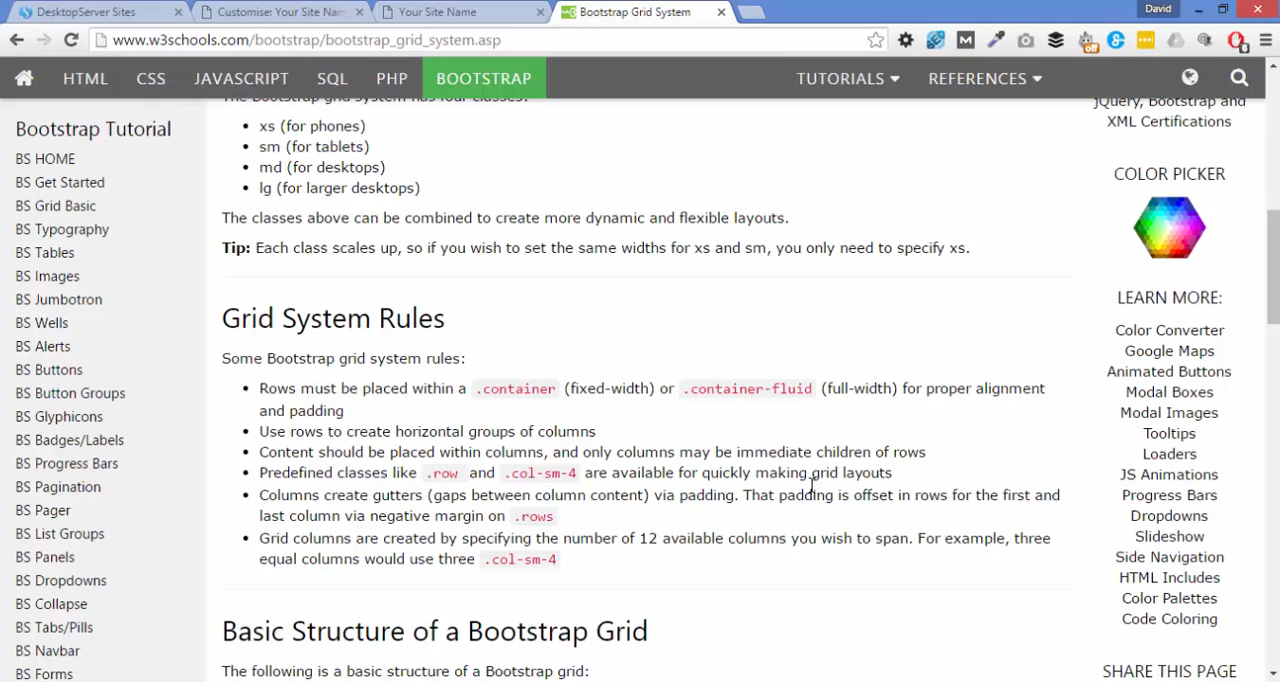 DesktopServer Sites
Customise: Your Site Nam
Your Site Name
Bootstrap Grid System
David
www.w3schools.com/bootstrap/bootstrap_grid_system.asp
HTML CSS JAVASCRIPT SQL PHP BOOTSTRAP TUTORIALS REFERENCES
Bootstrap Tutorial
BS HOME
BS Get Started
BS Grid Basic
BS Typography
BS Tables
BS Images
BS Jumbotron
BS Wells
BS Alerts
BS Buttons
BS Button Groups
BS Glyphicons
BS Badges/Labels
BS Progress Bars
BS Pagination
BS Pager
BS List Groups
BS Panels
BS Dropdowns
BS Collapse
BS Tabs/Pills
BS Navbar
BS Forms
The Bootstrap grid system has four classes:
xs (for phones)
sm (for tablets)
md (for desktops)
lg (for larger desktops)
The classes above can be combined to create more dynamic and flexible layouts.
Tip: Each class scales up, so if you wish to set the same widths for xs and sm, you only need to specify xs.
Grid System Rules
Some Bootstrap grid system rules:
Rows must be placed within a .container (fixed-width) or .container-fluid (full-width) for proper alignment
and padding
Use rows to create horizontal groups of columns
Content should be placed within columns, and only columns may be immediate children of rows
Predefined classes like .row and .col-sm-4 are available for quickly making grid layouts
Columns create gutters (gaps between column content) via padding. That padding is offset in rows for the first and
last column via negative margin on .rows
Grid columns are created by specifying the number of 12 available columns you wish to span. For example, three
equal columns would use three .col-sm-4
Basic Structure of a Bootstrap Grid
The following is a basic structure of a Bootstrap grid:
jQuery, Bootstrap and
XML Certifications
COLOR PICKER
LEARN MORE:
Color Converter
Google Maps
Animated Buttons
Modal Boxes
Modal Images
Tooltips
Loaders
JS Animations
Progress Bars
Dropdowns
Slideshow
Side Navigation
HTML Includes
Color Palettes
Code Coloring
SHARE THIS PAGE